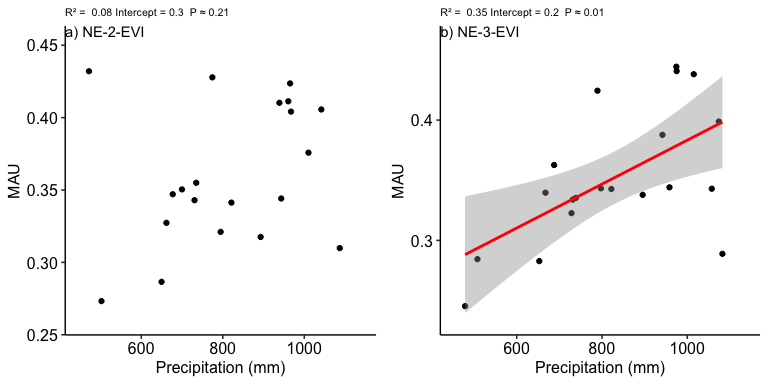 R² = 0.08 Intercept = 0.3 P ≈ 0.21
a) NE-2-EVI
0.45
0.40
0.35
0.30
0.25
MAU
600 800 1000
Precipitation (mm)
R² = 0.35 Intercept = 0.2 P ≈ 0.01
b) NE-3-EVI
0.4
0.3
MAU
600 800 1000
Precipitation (mm)